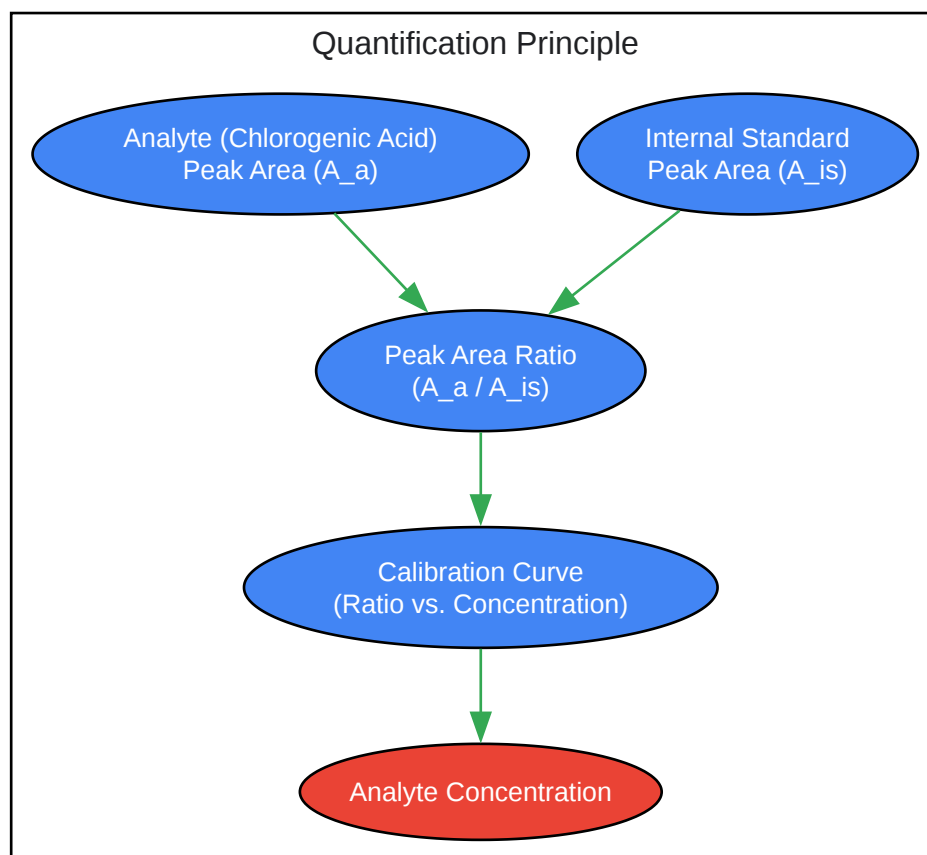 Quantification Principle
Analyte (Chlorogenic Acid)
Peak Area (A_a)
Internal Standard
Peak Area (A_is)
Peak Area Ratio
(A_a / A_is)
Calibration Curve
(Ratio vs. Concentration)
Analyte Concentration